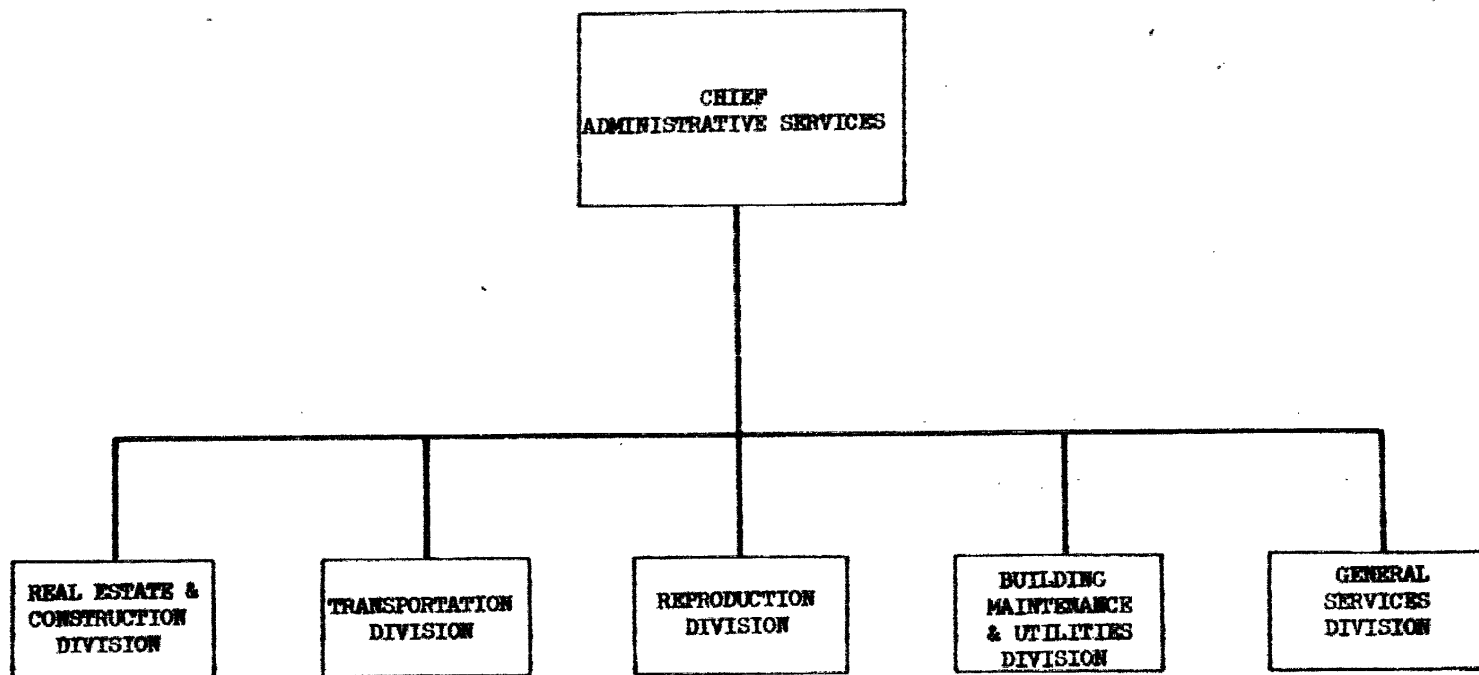 CHIEF
ADMINISTRATIVE SERVICES
REAL ESTATE &
CONSTRUCTION
DIVISION
TRANSPORTATION
DIVISION
REPRODUCTION
DIVISION
BUILDING
MAINTENANCE
& UTILITIES
DIVISION
GENERAL
SERVICES
DIVISION